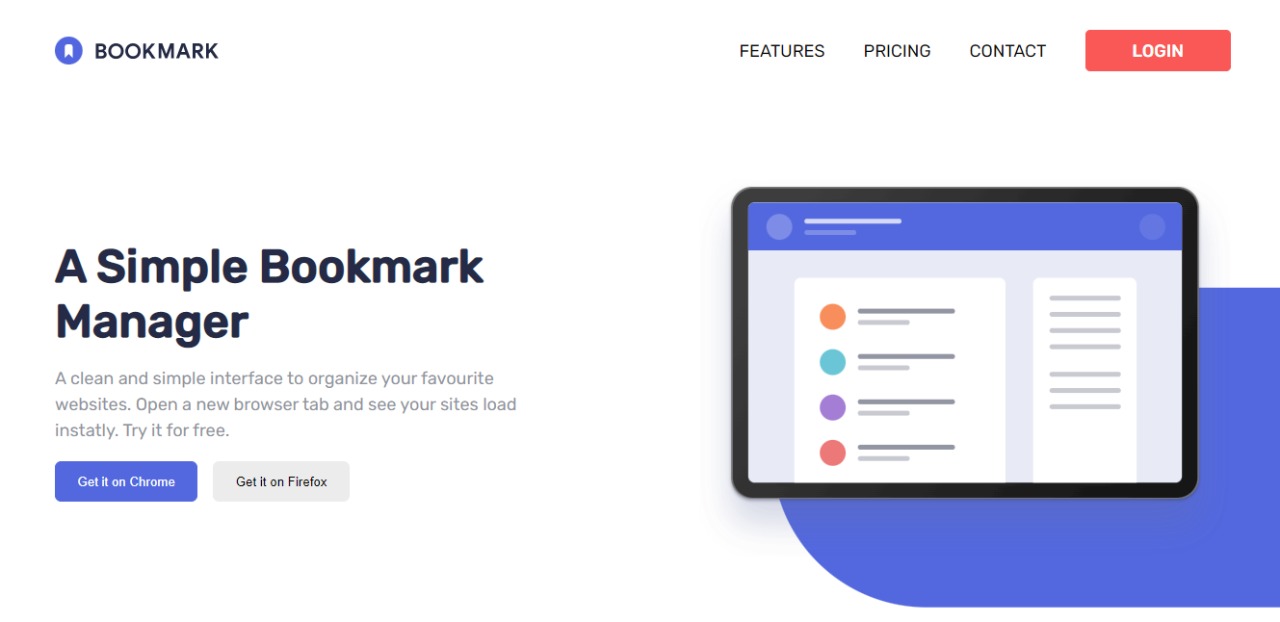 BOOKMARK
FEATURES PRICING CONTACT LOGIN
A Simple Bookmark
Manager
A clean and simple interface to organize your favourite
websites. Open a new browser tab and see your sites load
instatly. Try it for free.
Get it on Chrome Get it on Firefox